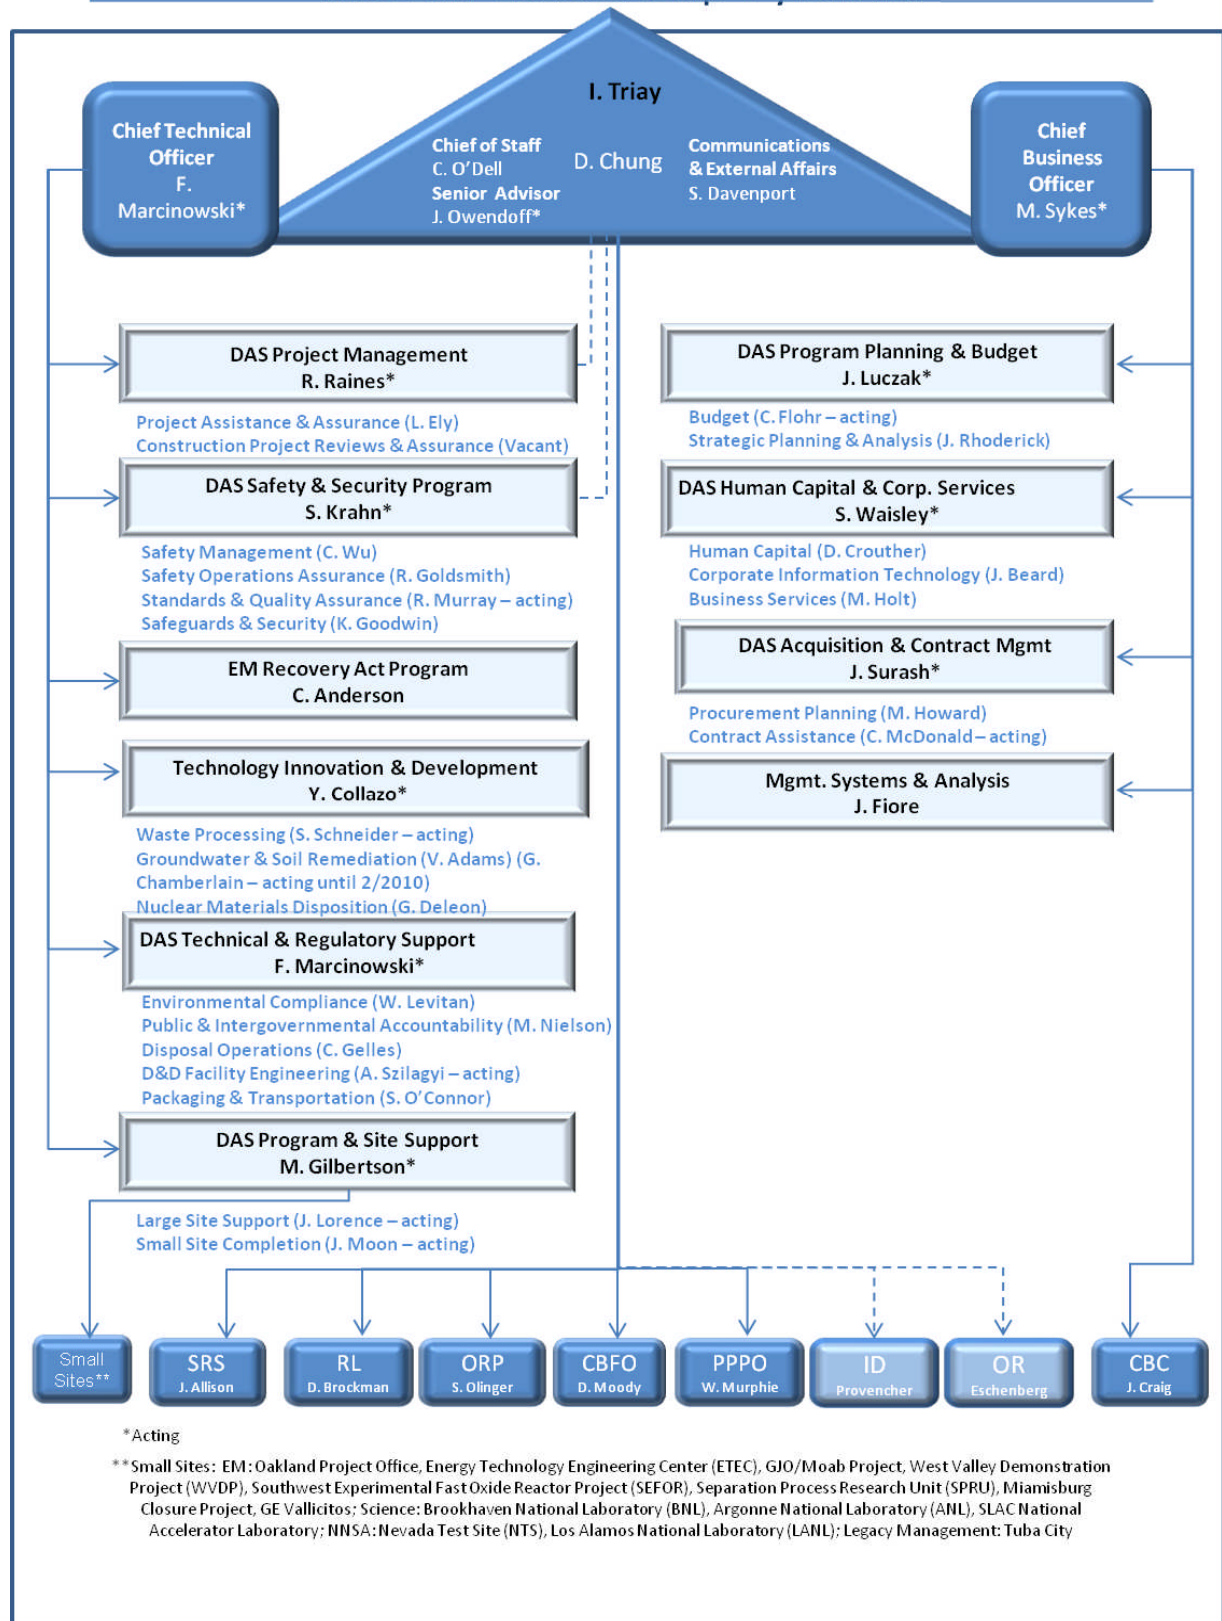 I. Triay
Chief Technical
Officer
F.
Marcinowski*
Chief of Staff
C. O’Dell
Senior Advisor
J. Owendoff*
D. Chung
Communications
& External Affairs
S. Davenport
Chief
Business
Officer
M. Sykes*
DAS Project Management
R. Raines*
Project Assistance & Assurance (L. Ely)
Construction Project Reviews & Assurance (Vacant)
DAS Safety & Security Program
S. Krahn*
Safety Management (C. Wu)
Safety Operations Assurance (R. Goldsmith)
Standards & Quality Assurance (R. Murray – acting)
Safeguards & Security (K. Goodwin)
EM Recovery Act Program
C. Anderson
Technology Innovation & Development
Y. Collazo*
Waste Processing (S. Schneider – acting)
Groundwater & Soil Remediation (V. Adams) (G.
Chamberlain – acting until 2/2010)
Nuclear Materials Disposition (G. Deleon)
DAS Technical & Regulatory Support
F. Marcinowski*
Environmental Compliance (W. Levitan)
Public & Intergovernmental Accountability (M. Nielson)
Disposal Operations (C. Gelles)
D&D Facility Engineering (A. Szilagyi – acting)
Packaging & Transportation (S. O’Connor)
DAS Program & Site Support
M. Gilbertson*
Large Site Support (J. Lorence – acting)
Small Site Completion (J. Moon – acting)
DAS Program Planning & Budget
J. Luczak*
Budget (C. Flohr – acting)
Strategic Planning & Analysis (J. Rhoderick)
DAS Human Capital & Corp. Services
S. Waisley*
Human Capital (D. Crouther)
Corporate Information Technology (J. Beard)
Business Services (M. Holt)
DAS Acquisition & Contract Mgmt
J. Surash*
Procurement Planning (M. Howard)
Contract Assistance (C. McDonald – acting)
Mgmt. Systems & Analysis
J. Fiore
Small
Sites**
SRS
J. Allison
RL
D. Brockman
ORP
S. Olinger
CBFO
D. Moody
PPPO
W. Murphie
ID
Provencher
OR
Eschenberg
CBC
J. Craig
*Acting
**Small Sites: EM: Oakland Project Office, Energy Technology Engineering Center (ETEC), GJO/Moab Project, West Valley Demonstration
Project (WVDP), Southwest Experimental Fast Oxide Reactor Project (SEFOR), Separation Process Research Unit (SPRU), Miamisburg
Closure Project, GE Vallicitos; Science: Brookhaven National Laboratory (BNL), Argonne National Laboratory (ANL), SLAC National
Accelerator Laboratory; NNSA: Nevada Test Site (NTS), Los Alamos National Laboratory (LANL); Legacy Management: Tuba City